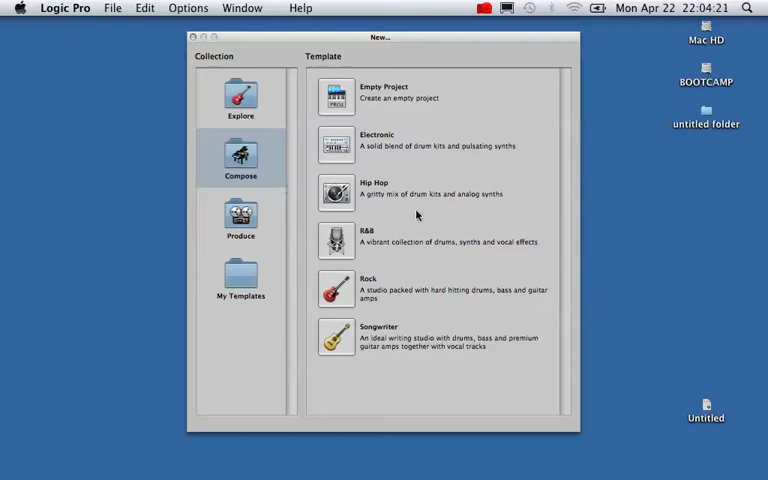 Logic Pro File Edit Options Window Help Mon Apr 22 22:04:21
New...
Collection
Template
Explore
Compose
Produce
My Templates
PROJ
Empty Project
Create an empty project
Electronic
A solid blend of drum kits and pulsating synths
Hip Hop
A gritty mix of drum kits and analog synths
R&B
A vibrant collection of drums, synths and vocal effects
Rock
A studio packed with hard hitting drums, bass and guitar
amps
Songwriter
An ideal writing studio with drums, bass and premium
guitar amps together with vocal tracks
Mac HD
BOOTCAMP
untitled folder
Untitled